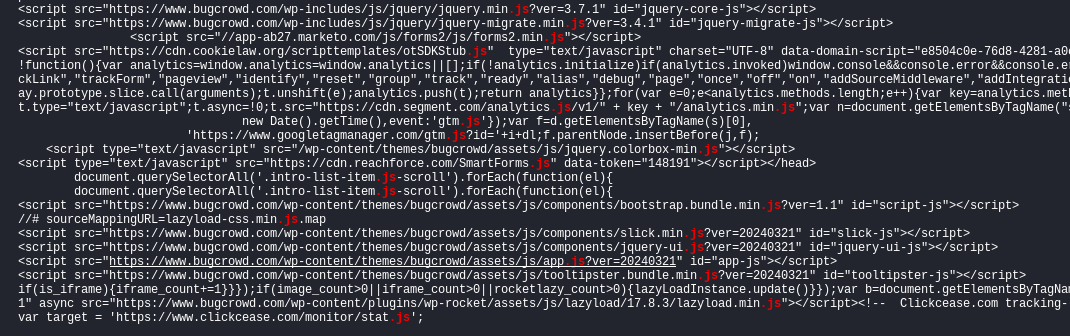 <script src="https://www.bugcrowd.com/wp-includes/js/jquery/jquery.min.js?ver=3.7.1" id="jquery-core-js"></script>
<script src="https://www.bugcrowd.com/wp-includes/js/jquery/jquery-migrate.min.js?ver=3.4.1" id="jquery-migrate-js"></script>
<script src="//app-ab27.marketo.com/js/forms2/js/forms2.min.js"></script>
<script src="https://cdn.cookielaw.org/scripttemplates/otSDKStub.js"  type="text/javascript" charset="UTF-8" data-domain-script="e8504c0e-76d8-4281-a0
!function(){var analytics=window.analytics=window.analytics||[];if(!analytics.initialize)if(analytics.invoked)window.console&&console.error&&console.e
ckLink","trackForm","pageview","identify","reset","group","track","ready","alias","debug","page","once","off","on","addSourceMiddleware","addIntegratio
ay.prototype.slice.call(arguments);t.unshift(e);analytics.push(t);return analytics}};for(var e=0;e<analytics.methods.length;e++){var key=analytics.met
t.type="text/javascript";t.async=!0;t.src="https://cdn.segment.com/analytics.js/v1/" + key + "/analytics.min.js";var n=document.getElementsByTagName("s
new Date().getTime(),event:'gtm.js'});var f=d.getElementsByTagName(s)[0],
'https://www.googletagmanager.com/gtm.js?id='+i+dl;f.parentNode.insertBefore(j,f);
<script type="text/javascript" src="/wp-content/themes/bugcrowd/assets/js/jquery.colorbox-min.js"></script>
<script type="text/javascript" src="https://cdn.reachforce.com/SmartForms.js" data-token="148191"></script></head>
document.querySelectorAll('.intro-list-item.js-scroll').forEach(function(el){
document.querySelectorAll('.intro-list-item.js-scroll').forEach(function(el){
<script src="https://www.bugcrowd.com/wp-content/themes/bugcrowd/assets/js/components/bootstrap.bundle.min.js?ver=1.1" id="script-js"></script>
//# sourceMappingURL=lazyload-css.min.js.map
<script src="https://www.bugcrowd.com/wp-content/themes/bugcrowd/assets/js/components/slick.min.js?ver=20240321" id="slick-js"></script>
<script src="https://www.bugcrowd.com/wp-content/themes/bugcrowd/assets/js/components/jquery-ui.js?ver=20240321" id="jquery-ui-js"></script>
<script src="https://www.bugcrowd.com/wp-content/themes/bugcrowd/assets/js/app.js?ver=20240321" id="app-js"></script>
<script src="https://www.bugcrowd.com/wp-content/themes/bugcrowd/assets/js/tooltipster.bundle.min.js?ver=20240321" id="tooltipster-js"></script>
if(is_iframe){iframe_count+=1}}});if(image_count>0||iframe_count>0||rocketlazy_count>0){lazyLoadInstance.update()}});var b=document.getElementsByTagNa
1" async src="https://www.bugcrowd.com/wp-content/plugins/wp-rocket/assets/js/lazyload/17.8.3/lazyload.min.js"></script><!--  Clickcease.com tracking-
var target = 'https://www.clickcease.com/monitor/stat.js';